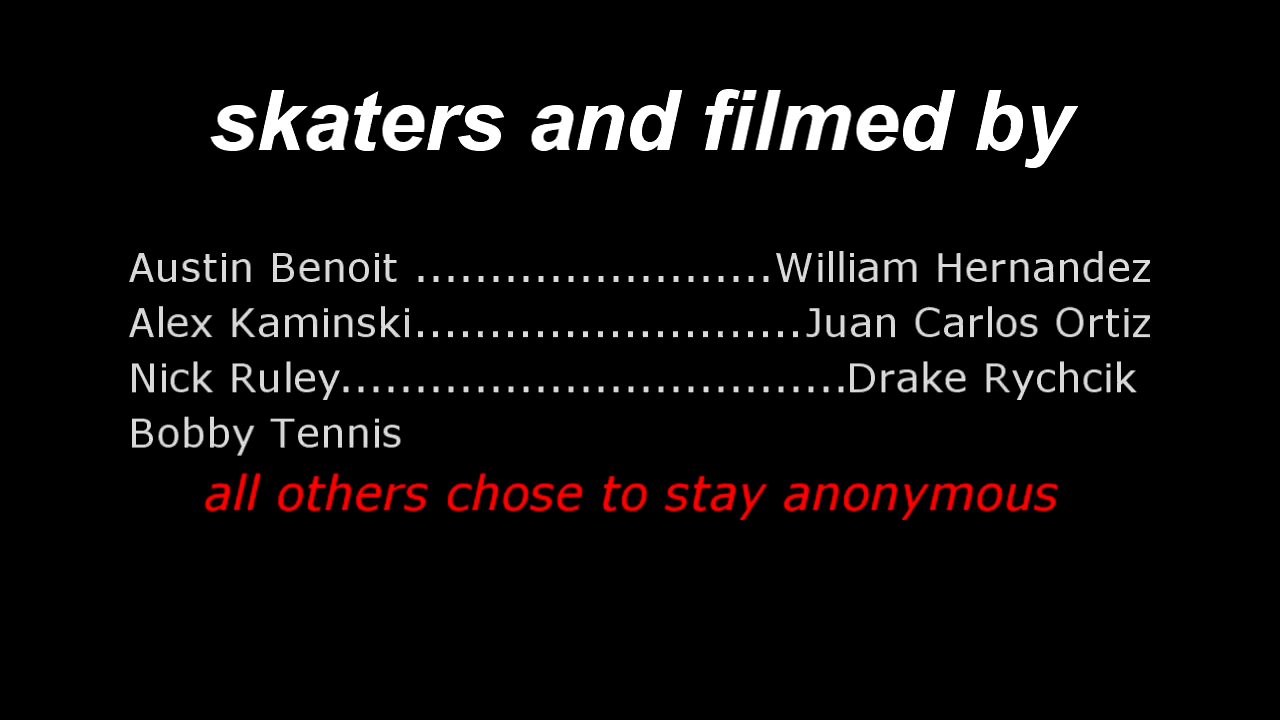 skaters and filmed by
Austin Benoit ........................William Hernandez
Alex Kaminski..........................Juan Carlos Ortiz
Nick Ruley..................................Drake Rychcik
Bobby Tennis
all others chose to stay anonymous